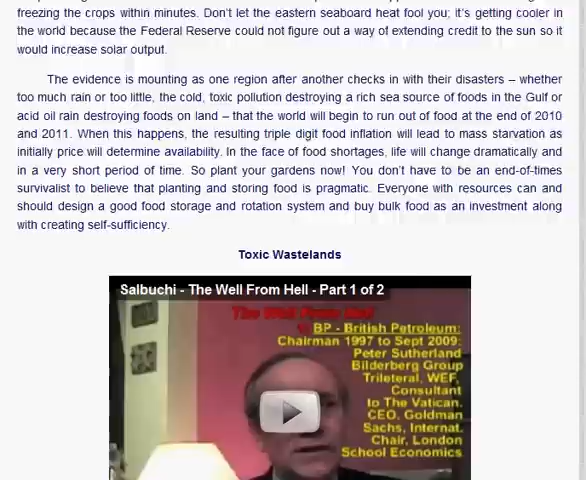 freezing the crops within minutes. Don't let the eastern seaboard heat fool you; it's getting cooler in
the world because the Federal Reserve could not figure out a way of extending credit to the sun so it
would increase solar output.
The evidence is mounting as one region after another checks in with their disasters – whether
too much rain or too little, the cold, toxic pollution destroying a rich sea source of foods in the Gulf or
acid oil rain destroying foods on land – that the world will begin to run out of food at the end of 2010
and 2011. When this happens, the resulting triple digit food inflation will lead to mass starvation as
initially price will determine availability. In the face of food shortages, life will change dramatically and
in a very short period of time. So plant your gardens now! You don't have to be an end-of-times
survivalist to believe that planting and storing food is pragmatic. Everyone with resources can and
should design a good food storage and rotation system and buy bulk food as an investment along
with creating self-sufficiency.
Toxic Wastelands
Salbuchi - The Well From Hell - Part 1 of 2
The Well From Hell
BP - British Petroleum:
Chairman 1997 to Sept 2009:
Peter Sutherland
Bilderberg Group
Trileteral, WEF,
Consultant
to The Vatican.
CEO, Goldman
Sachs, Internat.
Chair, London
School Economics